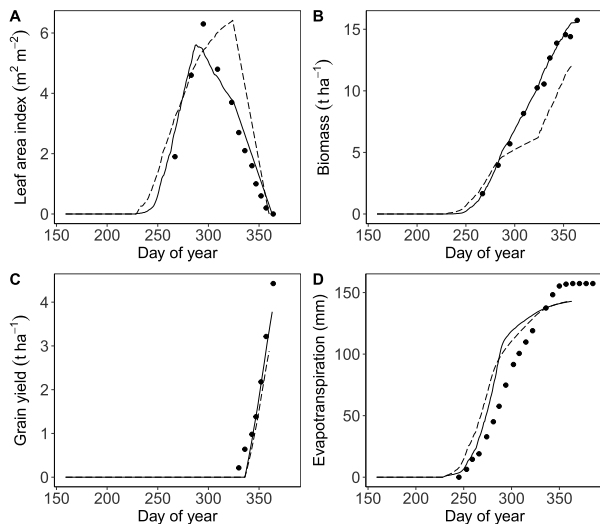 A
B
Leaf area index (m² m⁻²)
6
4
2
0
150 200 250 300 350
Day of year
Biomass (t ha⁻¹)
15
10
5
0
150 200 250 300 350
Day of year
C
D
Grain yield (t ha⁻¹)
4
3
2
1
0
150 200 250 300 350
Day of year
Evapotranspiration (mm)
150
100
50
0
150 200 250 300 350
Day of year